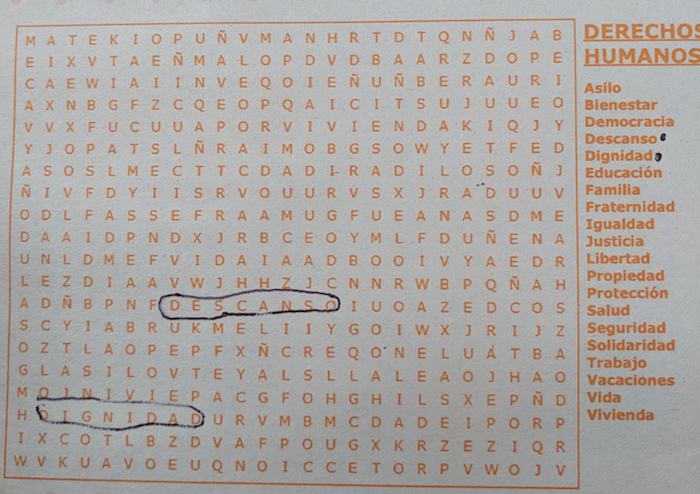 M A T E K I O P U Ñ V M A N H R T D T Q N Ñ J A B
E I X V T A E Ñ M A L O P D V D B A A R Z D O P E
C A E W I A I I N V E Q O I E Ñ U Ñ B E R A U R I
A X N B G F Z C Q E O P Q A I C I T S U J U U E O
V V X F U C U U A P O R V I V I E N D A K I Q J Y
Y J O P A T S L Ñ R A I M O B G S O W Y E T F E D
A S O S L M E C T T C D A D I R A D I L O S O Ñ J
Ñ I V F D Y I I S R V O U U R V S X J R A D U U V
O D L F A S S E F R A A M U G F U E A N A S D M E
D A A I D P N D X J R B C E O Y M L F D U Ñ E N A
U N L D M E F V I D A I A A D B O O I V Y A E D R
L E Z D I A A V W J H H Z J C N N R W B P Q Ñ A H
A D Ñ B P N F D E S C A N S O I U O A Z E D C O S
S C Y I A B R U K M E L I I Y G O I W X J R I J Z
O Z T L A O P E P F X Ñ C R E Q O N E L U A T B A
G L A S I L O V T E Y A L S L L A L E A O J H A O
M O J N I V I E P A C G F O H G H I L S X E P Ñ D
H D I G N I D A D U R V M B M C D A D E I P O R P
I X C O T L B Z D V A F P O U G X K R Z E Z I Q R
W V K U A V O E U Q N O I C C E T O R P V W O J V
DERECHOS
HUMANOS
Asilo
Bienestar
Democracia
Descanso
Dignidad
Educación
Familia
Fraternidad
Igualdad
Justicia
Libertad
Propiedad
Protección
Salud
Seguridad
Solidaridad
Trabajo
Vacaciones
Vida
Vivienda